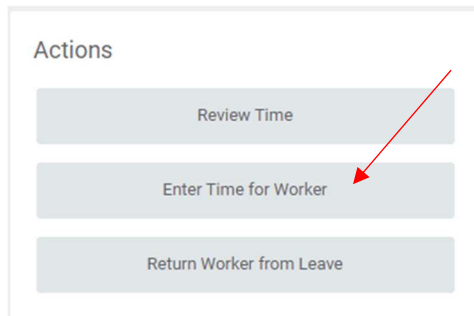 Actions
Review Time
Enter Time for Worker
Return Worker from Leave